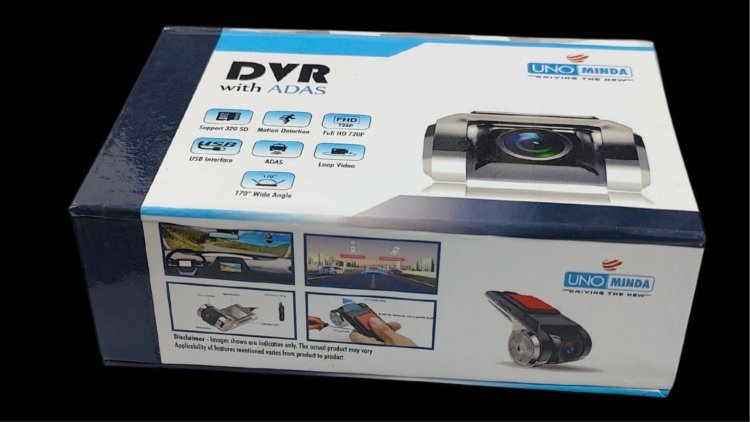 DVR
with ADAS
UNO MINDA
DRIVING THE NEW
FHD
720P
Support 32G SD
Motion Detection
Full HD 720P
USB
USB Interface
ADAS
Loop Video
170°
170° Wide Angle
UNO MINDA
DRIVING THE NEW
Disclaimer - Images shown are indicative only. The actual product may vary
Applicability of features mentioned varies from product to product.